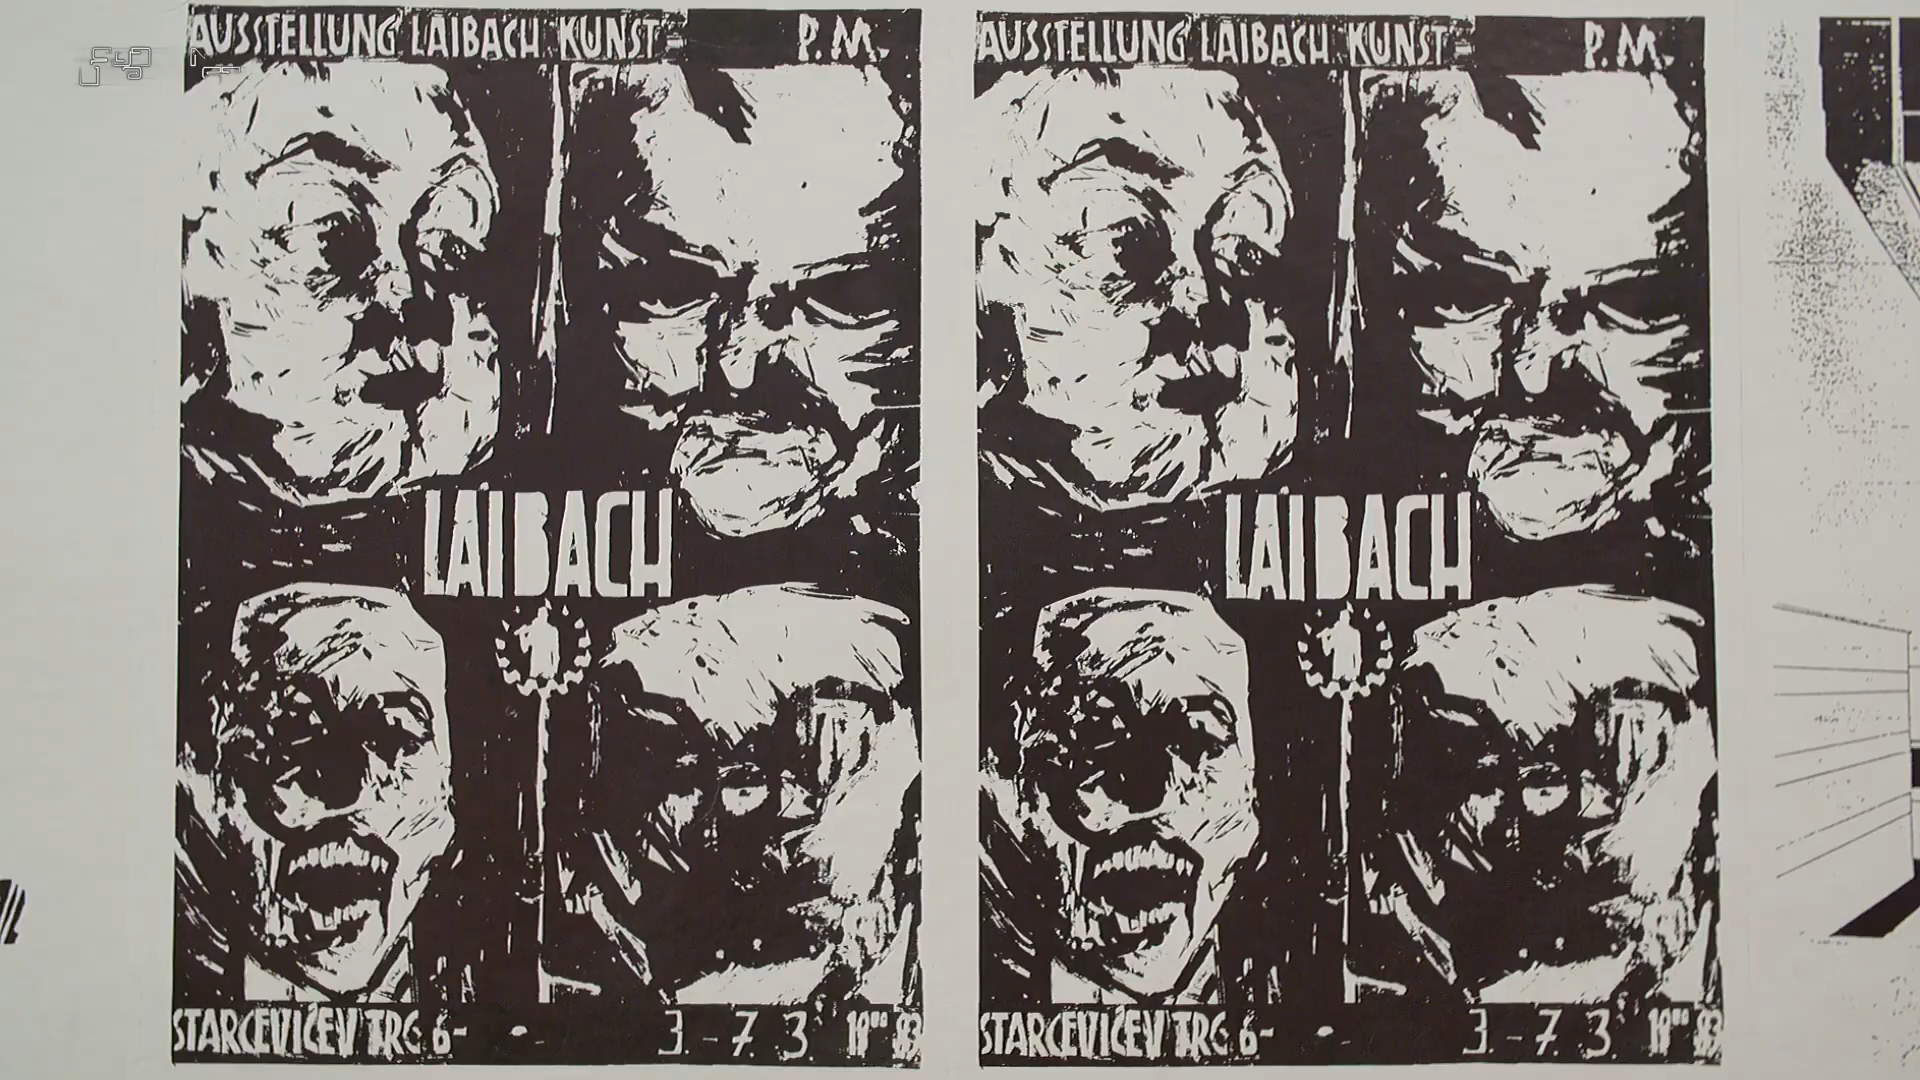 AUSSTELLUNG LAIBACH KUNST - P.M.
LAIBACH
STARCEVIČEV TRG 6 - 3. - 7. 3. 19⁰⁰ 83
AUSSTELLUNG LAIBACH KUNST - P.M.
LAIBACH
STARCEVIČEV TRG 6 - 3. - 7. 3. 19⁰⁰ 83